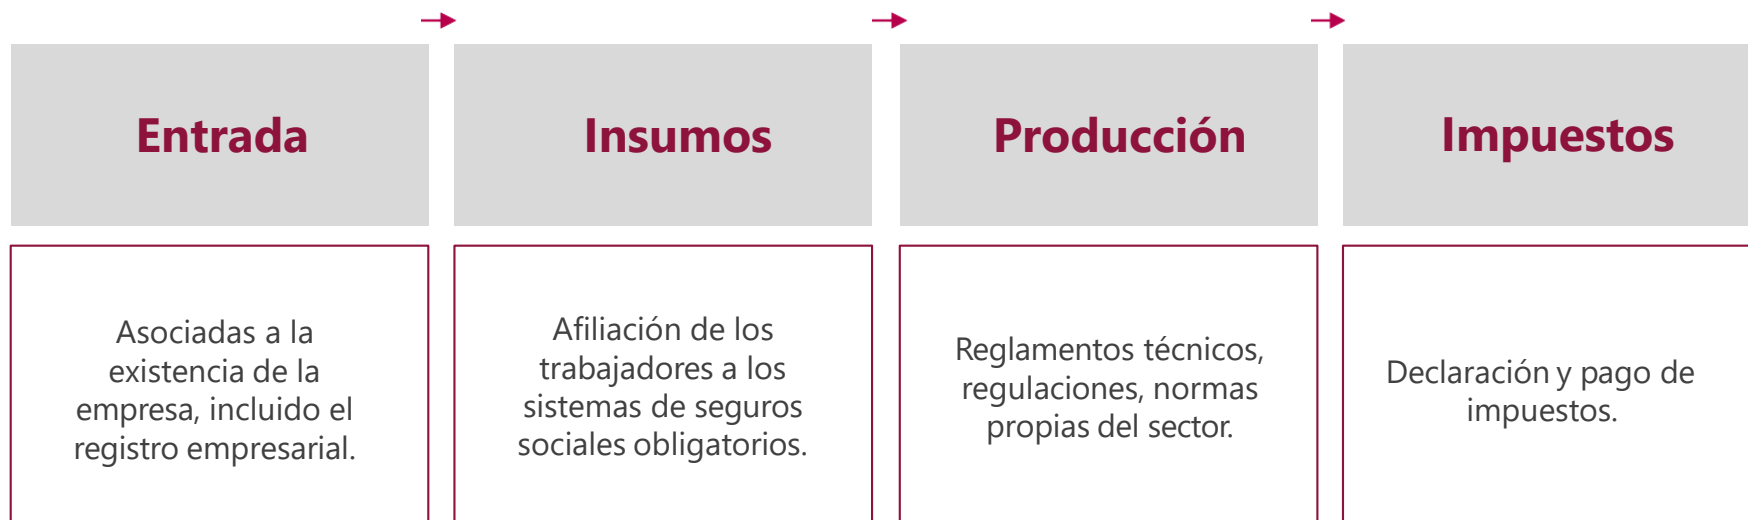 Entrada
Insumos
Producción
Impuestos
Asociadas a la
existencia de la
empresa, incluido el
registro empresarial.
Afiliación de los
trabajadores a los
sistemas de seguros
sociales obligatorios.
Reglamentos técnicos,
regulaciones, normas
propias del sector.
Declaración y pago de
impuestos.